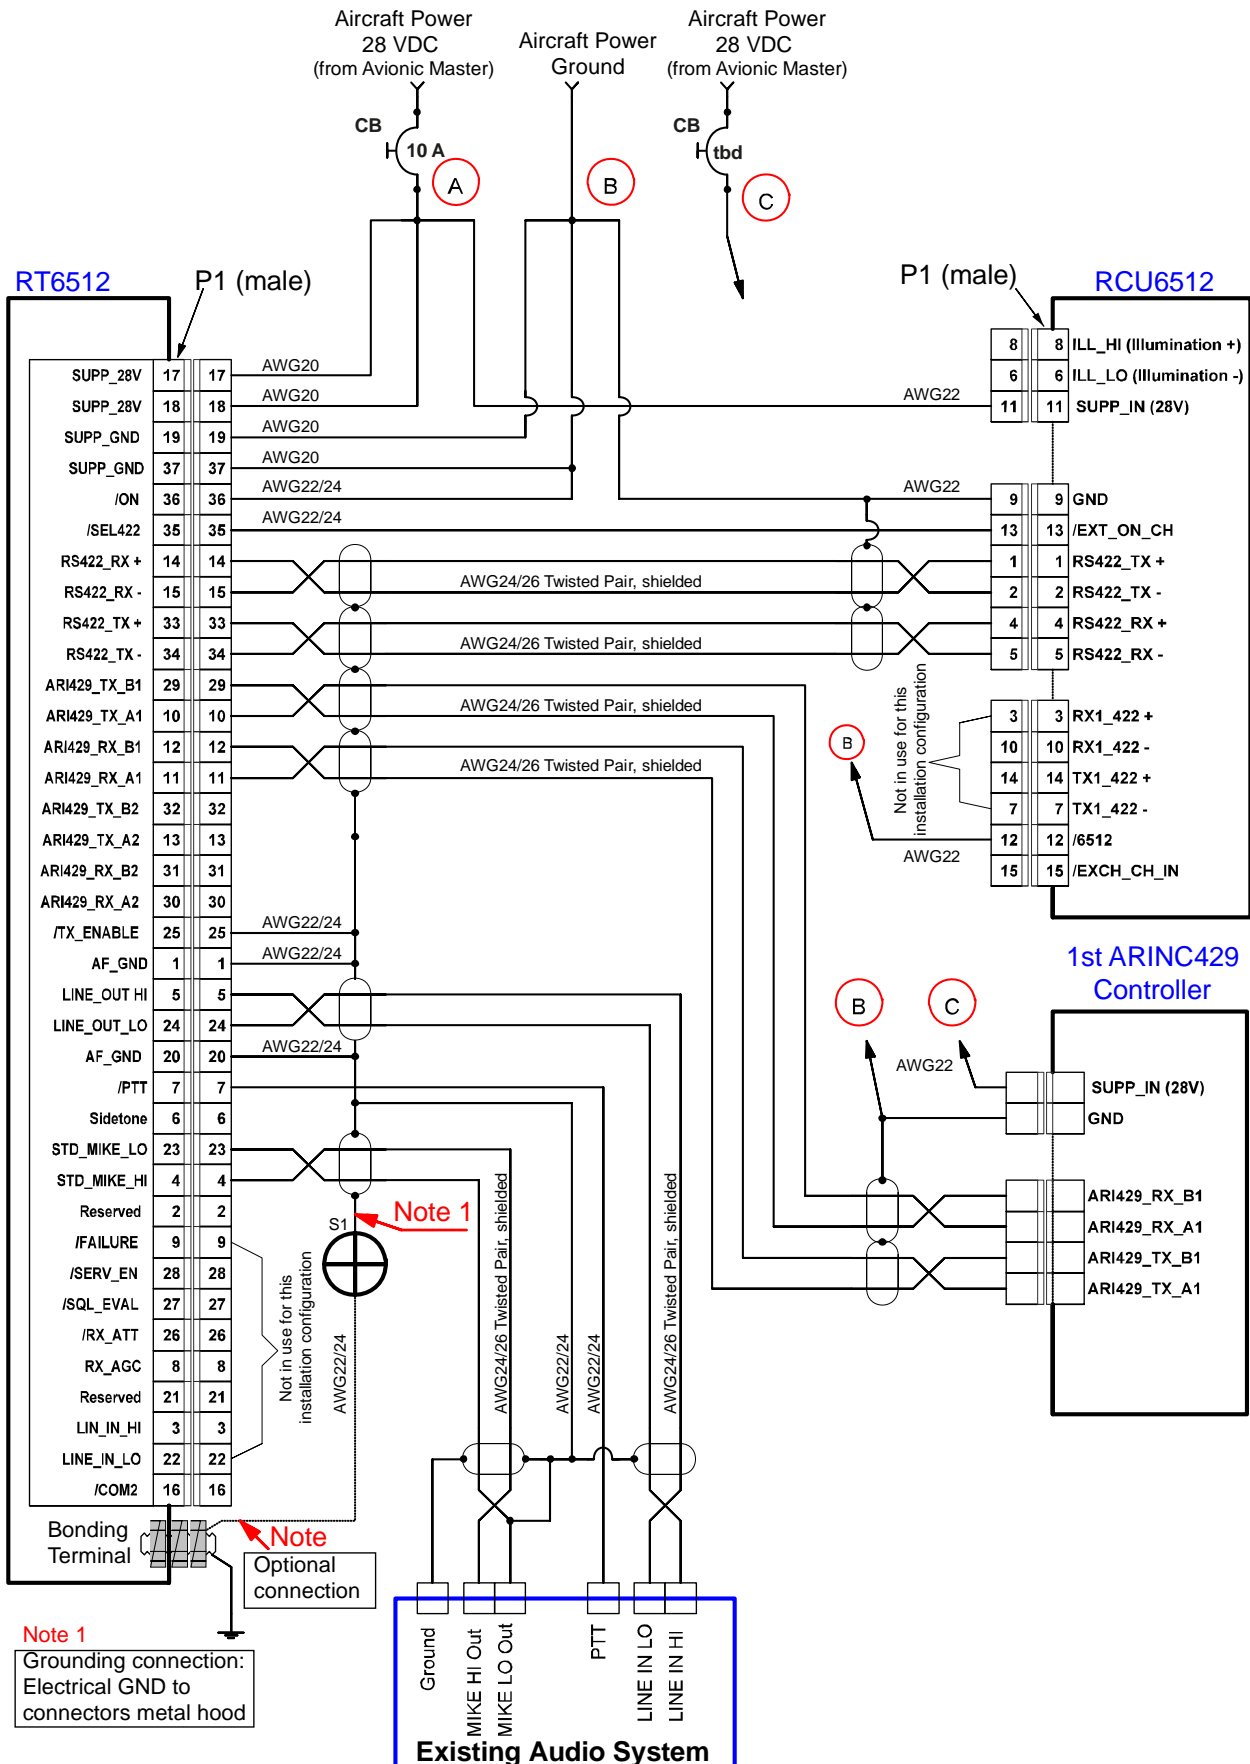 Aircraft Power
28 VDC
(from Avionic Master)
Aircraft Power
Ground
Aircraft Power
28 VDC
(from Avionic Master)
CB
10 A
A
B
CB
tbd
C
RT6512
P1 (male)
P1 (male)
RCU6512
SUPP_28V 17 17 AWG20
SUPP_28V 18 18 AWG20
SUPP_GND 19 19 AWG20
SUPP_GND 37 37 AWG20
/ON 36 36 AWG22/24
/SEL422 35 35 AWG22/24
RS422_RX + 14 14
RS422_RX - 15 15 AWG24/26 Twisted Pair, shielded
RS422_TX + 33 33
RS422_TX - 34 34 AWG24/26 Twisted Pair, shielded
ARI429_TX_B1 29 29
ARI429_TX_A1 10 10 AWG24/26 Twisted Pair, shielded
ARI429_RX_B1 12 12
ARI429_RX_A1 11 11 AWG24/26 Twisted Pair, shielded
ARI429_TX_B2 32 32
ARI429_TX_A2 13 13
ARI429_RX_B2 31 31
ARI429_RX_A2 30 30
/TX_ENABLE 25 25 AWG22/24
AF_GND 1 1 AWG22/24
LINE_OUT HI 5 5
LINE_OUT_LO 24 24
AF_GND 20 20 AWG22/24
/PTT 7 7
Sidetone 6 6
STD_MIKE_LO 23 23
STD_MIKE_HI 4 4
Reserved 2 2
/FAILURE 9 9
/SERV_EN 28 28
/SQL_EVAL 27 27
/RX_ATT 26 26
RX_AGC 8 8
Reserved 21 21
LIN_IN_HI 3 3
LINE_IN_LO 22 22
/COM2 16 16
8 8 ILL_HI (Illumination +)
6 6 ILL_LO (Illumination -)
AWG22 11 11 SUPP_IN (28V)
AWG22 9 9 GND
13 13 /EXT_ON_CH
1 1 RS422_TX +
2 2 RS422_TX -
4 4 RS422_RX +
5 5 RS422_RX -
3 3 RX1_422 +
10 10 RX1_422 -
14 14 TX1_422 +
7 7 TX1_422 -
12 12 /6512
15 15 /EXCH_CH_IN
Not in use for this
installation configuration
B
AWG22
1st ARINC429
Controller
B
C
AWG22
SUPP_IN (28V)
GND
ARI429_RX_B1
ARI429_RX_A1
ARI429_TX_B1
ARI429_TX_A1
Note 1
S1
Not in use for this
installation configuration
AWG22/24
AWG24/26 Twisted Pair, shielded
AWG22/24
AWG22/24
AWG24/26 Twisted Pair, shielded
Bonding
Terminal
Note
Optional
connection
Note 1
Grounding connection:
Electrical GND to
connectors metal hood
Ground
MIKE HI Out
MIKE LO Out
PTT
LINE IN LO
LINE IN HI
Existing Audio System